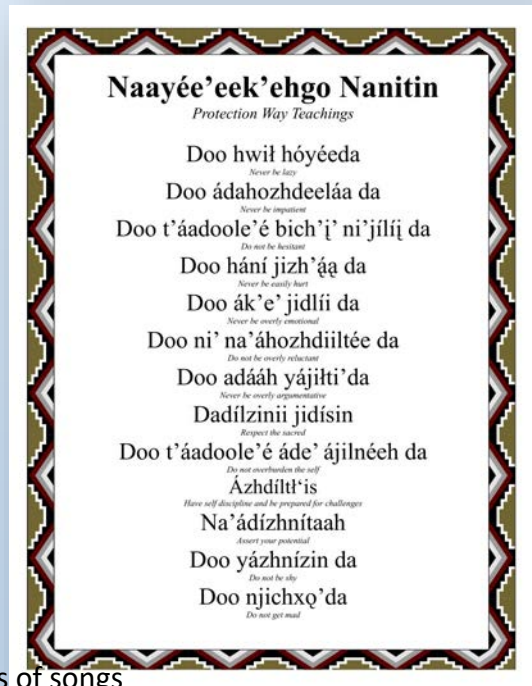 Naayée’eek’ehgo Nanitin
Protection Way Teachings
Doo hwił hóyéeda
Never be lazy
Doo ádahozhdeeláa da
Never be impatient
Doo t’áadoole’é bich’į’ ni’jílíį da
Do not be hesitant
Doo hání jizh’ą́ą da
Never be easily hurt
Doo ák’e’ jidlíi da
Never be overly emotional
Doo ni’ na’áhozhdiiltée da
Do not be overly reluctant
Doo adááh yájiłti’da
Never be overly argumentative
Dadílzinii jidísin
Respect the sacred
Doo t’áadoole’é áde’ ájilnéeh da
Do not overburden the self
Ázhdíltł‘is
Have self discipline and be prepared for challenges
Na’ádízhnítaah
Assert your potential
Doo yázhnízin da
Do not be shy
Doo njichxǫ’da
Do not get mad
s of songs